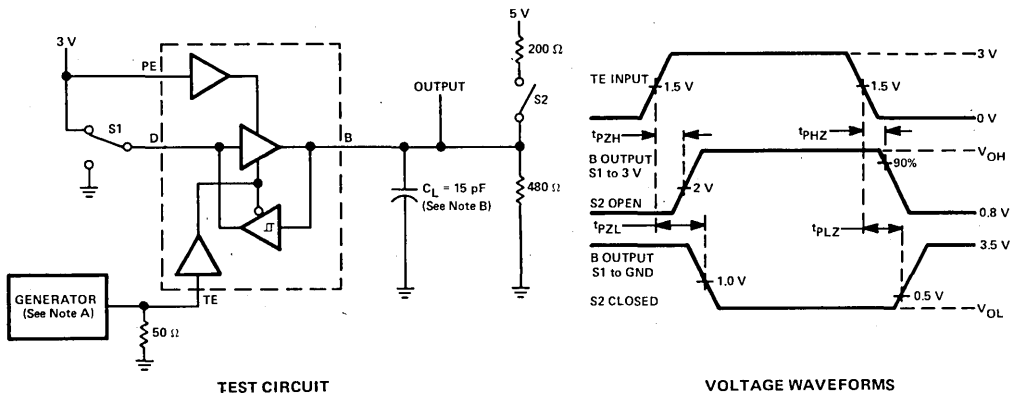 3 V
PE
S1
D
GENERATOR
(See Note A)
50 Ω
TE
B
OUTPUT
C_L = 15 pF
(See Note B)
5 V
200 Ω
S2
480 Ω
TEST CIRCUIT
TE INPUT
1.5 V
1.5 V
3 V
0 V
t_PZH
t_PHZ
B OUTPUT
S1 to 3 V
S2 OPEN
2 V
90%
V_OH
0.8 V
t_PZL
t_PLZ
B OUTPUT
S1 to GND
S2 CLOSED
1.0 V
0.5 V
3.5 V
V_OL
VOLTAGE WAVEFORMS